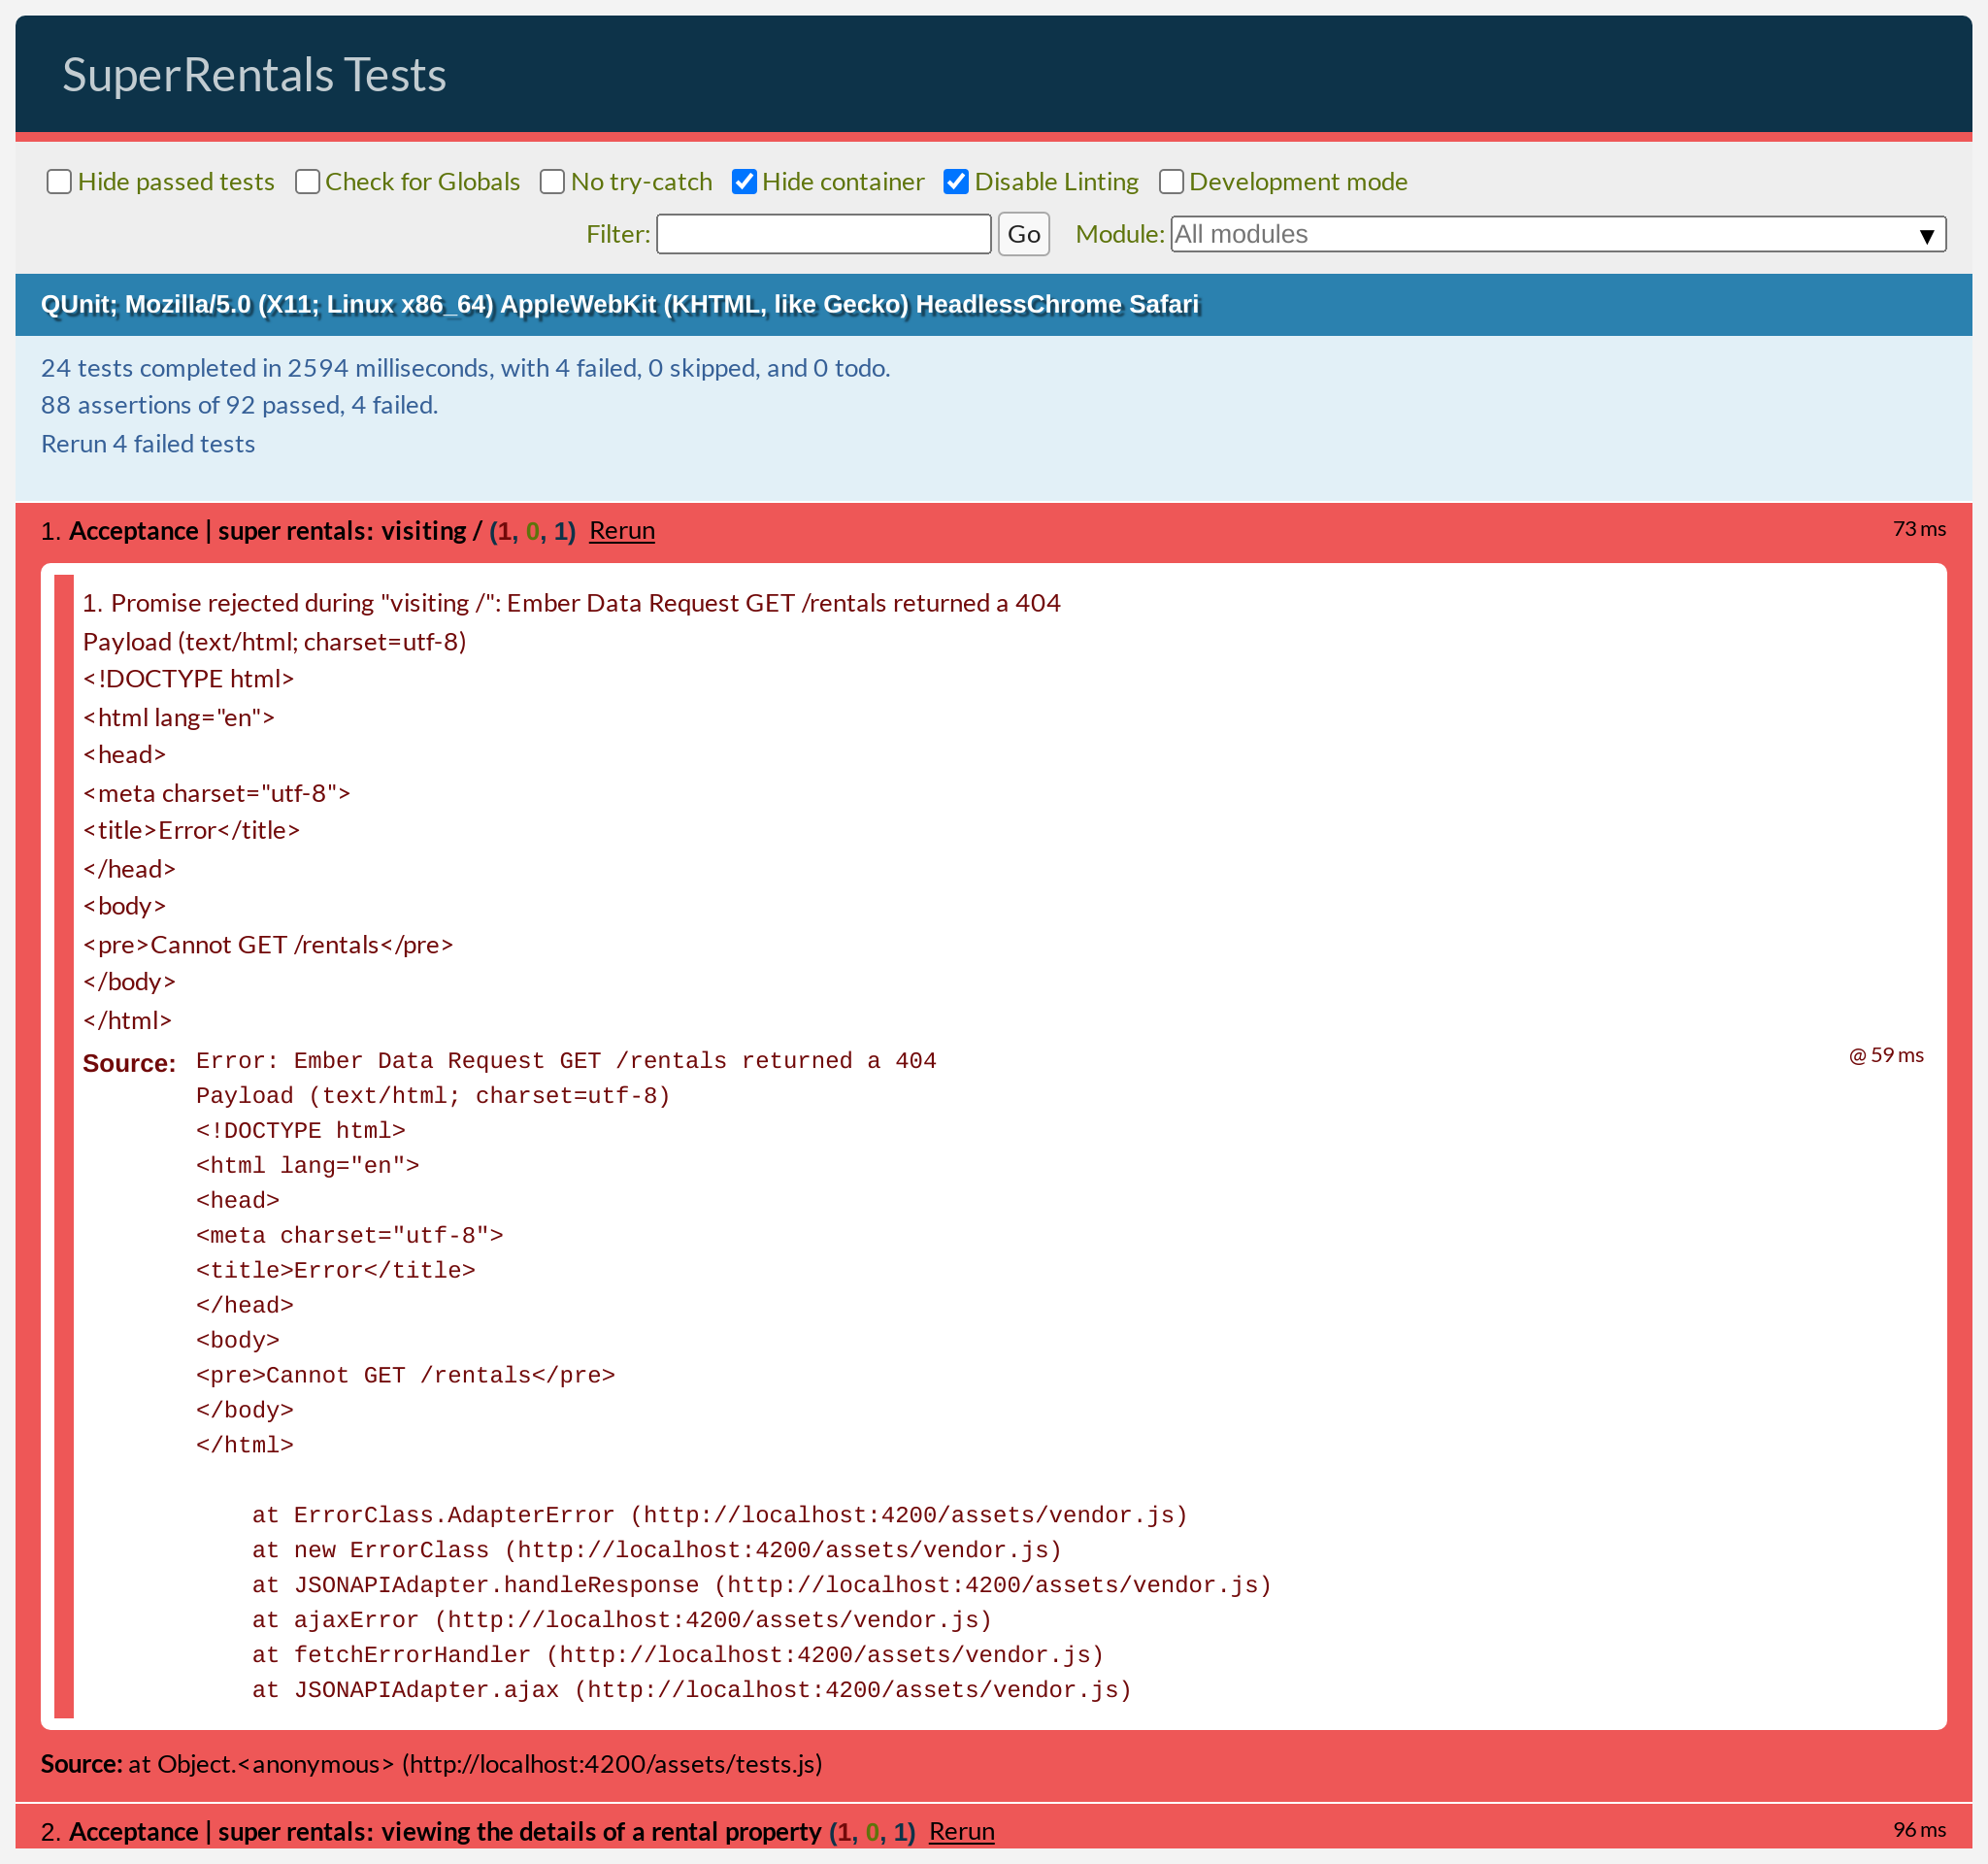 SuperRentals Tests
Hide passed tests Check for Globals No try-catch Hide container Disable Linting Development mode
Filter: Go Module: All modules ▼
QUnit; Mozilla/5.0 (X11; Linux x86_64) AppleWebKit (KHTML, like Gecko) HeadlessChrome Safari
24 tests completed in 2594 milliseconds, with 4 failed, 0 skipped, and 0 todo.
88 assertions of 92 passed, 4 failed.
Rerun 4 failed tests
1. Acceptance | super rentals: visiting / (1, 0, 1) Rerun 73 ms
1. Promise rejected during "visiting /": Ember Data Request GET /rentals returned a 404
Payload (text/html; charset=utf-8)
<!DOCTYPE html>
<html lang="en">
<head>
<meta charset="utf-8">
<title>Error</title>
</head>
<body>
<pre>Cannot GET /rentals</pre>
</body>
</html>
Source: Error: Ember Data Request GET /rentals returned a 404 @ 59 ms
Payload (text/html; charset=utf-8)
<!DOCTYPE html>
<html lang="en">
<head>
<meta charset="utf-8">
<title>Error</title>
</head>
<body>
<pre>Cannot GET /rentals</pre>
</body>
</html>
at ErrorClass.AdapterError (http://localhost:4200/assets/vendor.js)
at new ErrorClass (http://localhost:4200/assets/vendor.js)
at JSONAPIAdapter.handleResponse (http://localhost:4200/assets/vendor.js)
at ajaxError (http://localhost:4200/assets/vendor.js)
at fetchErrorHandler (http://localhost:4200/assets/vendor.js)
at JSONAPIAdapter.ajax (http://localhost:4200/assets/vendor.js)
Source: at Object.<anonymous> (http://localhost:4200/assets/tests.js)
2. Acceptance | super rentals: viewing the details of a rental property (1, 0, 1) Rerun 96 ms